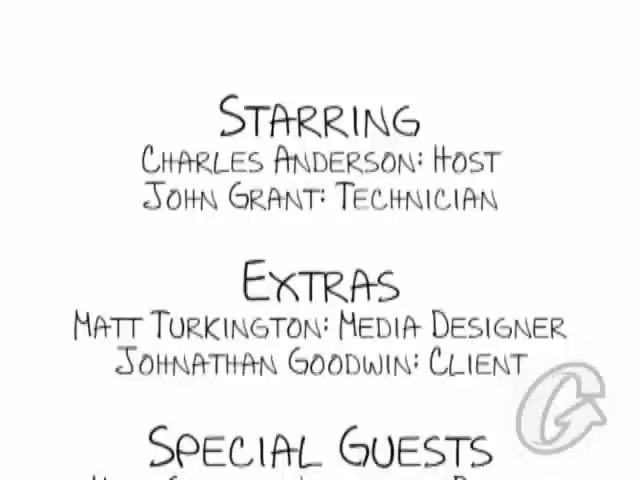 STARRING
CHARLES ANDERSON: HOST
JOHN GRANT: TECHNICIAN
EXTRAS
MATT TURKINGTON: MEDIA DESIGNER
JOHNATHAN GOODWIN: CLIENT
SPECIAL GUESTS